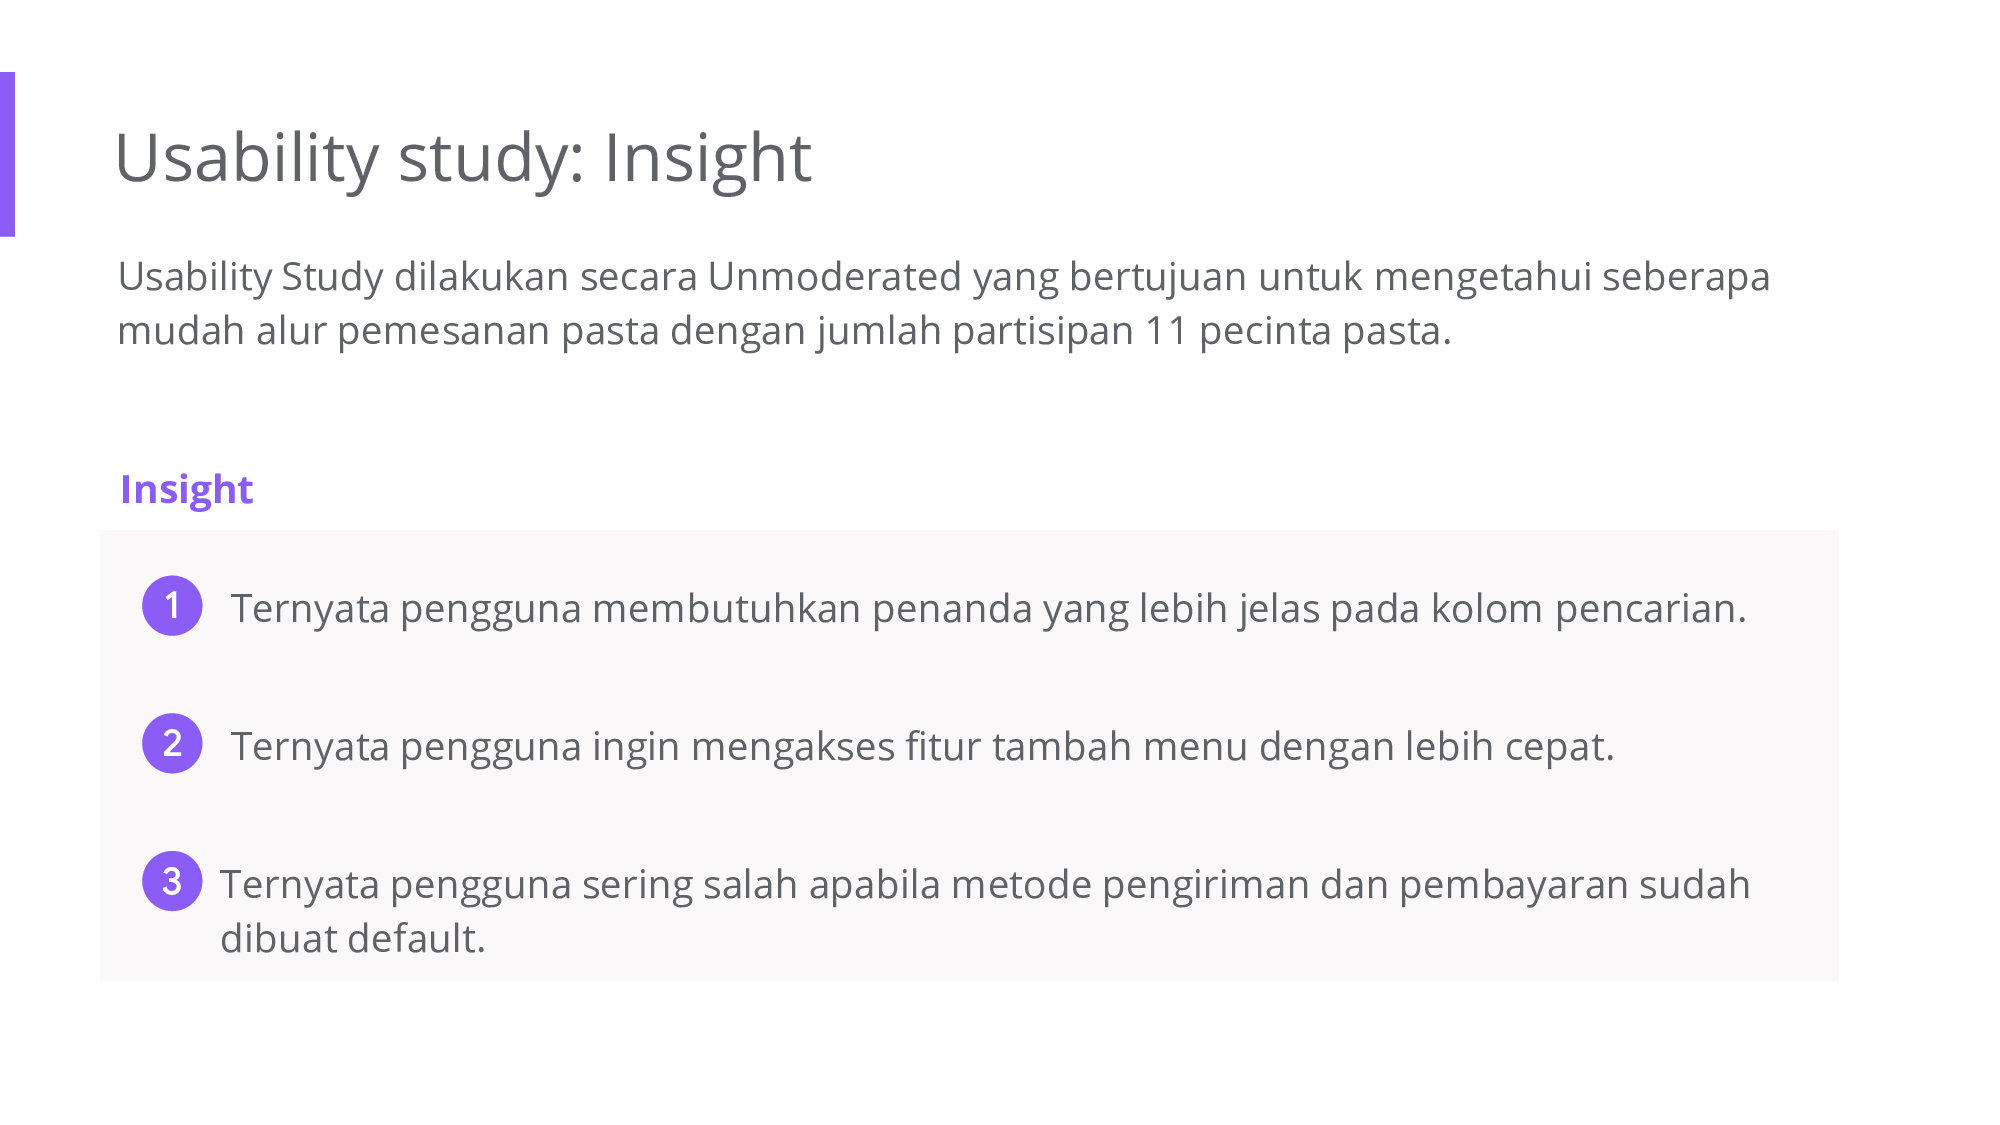 Usability study: Insight
Usability Study dilakukan secara Unmoderated yang bertujuan untuk mengetahui seberapa
mudah alur pemesanan pasta dengan jumlah partisipan 11 pecinta pasta.
Insight
1 Ternyata pengguna membutuhkan penanda yang lebih jelas pada kolom pencarian.
2 Ternyata pengguna ingin mengakses fitur tambah menu dengan lebih cepat.
3 Ternyata pengguna sering salah apabila metode pengiriman dan pembayaran sudah
dibuat default.